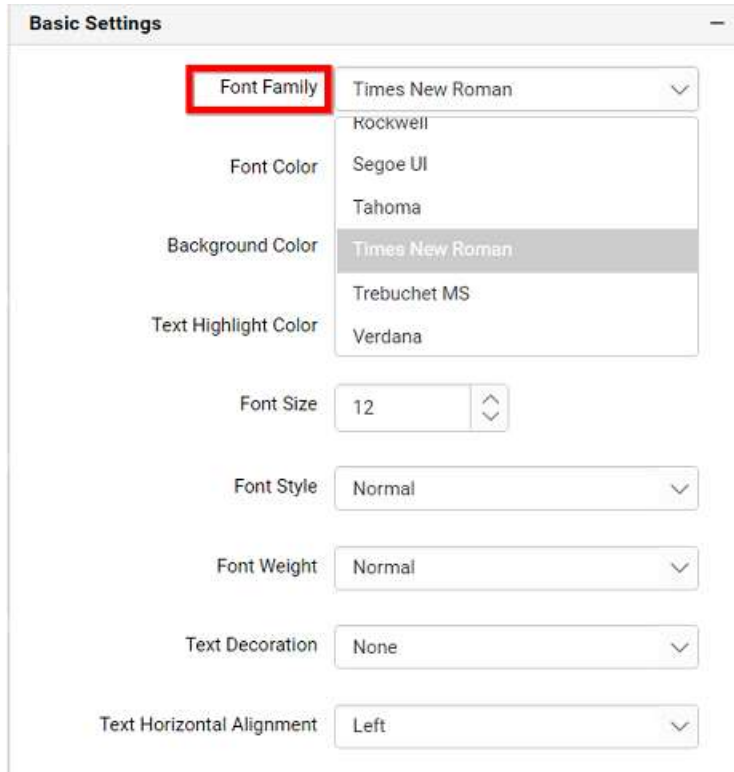 Basic Settings
Font Family
Times New Roman
Rockwell
Font Color
Segoe UI
Tahoma
Background Color
Times New Roman
Trebuchet MS
Text Highlight Color
Verdana
Font Size
12
Font Style
Normal
Font Weight
Normal
Text Decoration
None
Text Horizontal Alignment
Left